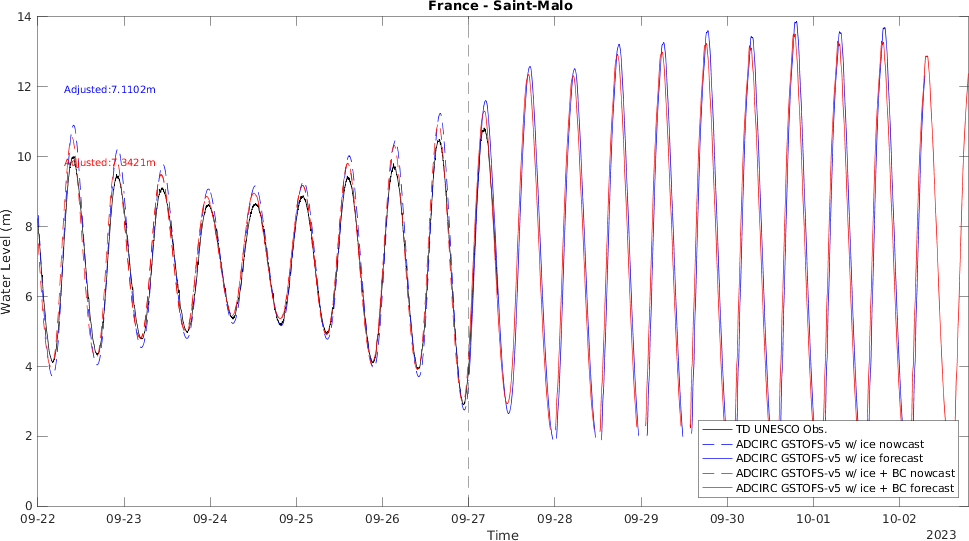 France - Saint-Malo
14
12
10
8
6
4
2
0
Water Level (m)
Adjusted:7.1102m
Adjusted:7.3421m
TD UNESCO Obs.
ADCIRC GSTOFS-v5 w/ ice nowcast
ADCIRC GSTOFS-v5 w/ ice forecast
ADCIRC GSTOFS-v5 w/ ice + BC nowcast
ADCIRC GSTOFS-v5 w/ ice + BC forecast
09-22 09-23 09-24 09-25 09-26 09-27 09-28 09-29 09-30 10-01 10-02
Time
2023